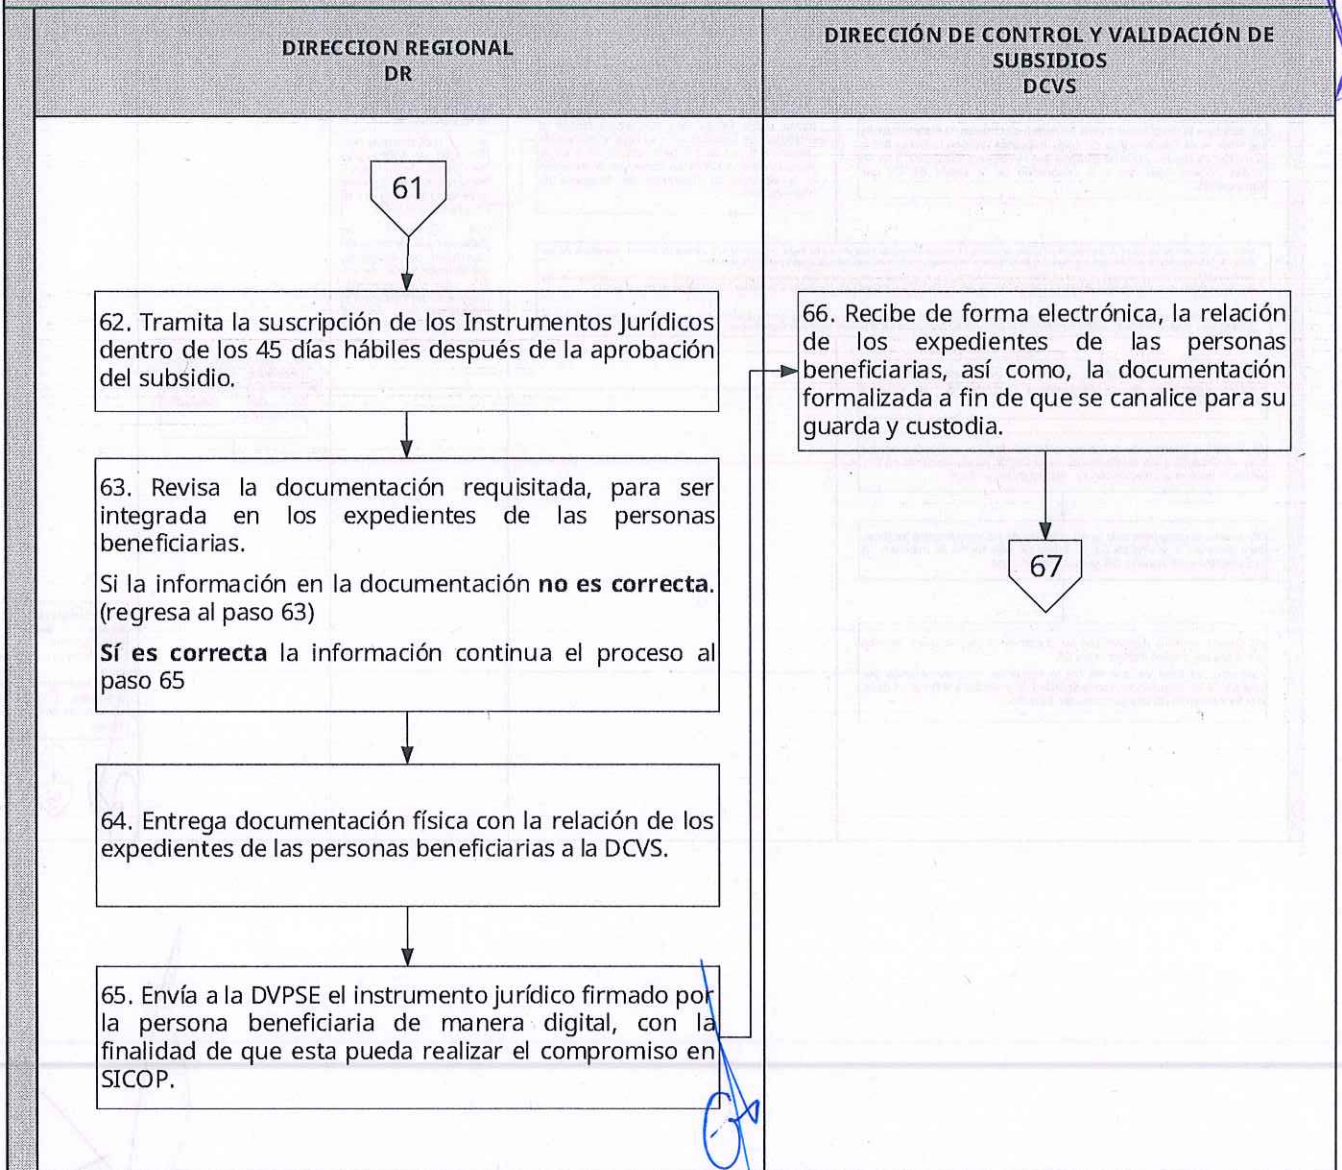 DIRECCION REGIONAL
DR
DIRECCIÓN DE CONTROL Y VALIDACIÓN DE
SUBSIDIOS
DCVS
61
62. Tramita la suscripción de los Instrumentos Jurídicos
dentro de los 45 días hábiles después de la aprobación
del subsidio.
63. Revisa la documentación requisitada, para ser
integrada en los expedientes de las personas
beneficiarias.
Si la información en la documentación no es correcta.
(regresa al paso 63)
Sí es correcta la información continua el proceso al
paso 65
64. Entrega documentación física con la relación de los
expedientes de las personas beneficiarias a la DCVS.
65. Envía a la DVPSE el instrumento jurídico firmado por
la persona beneficiaria de manera digital, con la
finalidad de que esta pueda realizar el compromiso en
SICOP.
66. Recibe de forma electrónica, la relación
de los expedientes de las personas
beneficiarias, así como, la documentación
formalizada a fin de que se canalice para su
guarda y custodia.
67